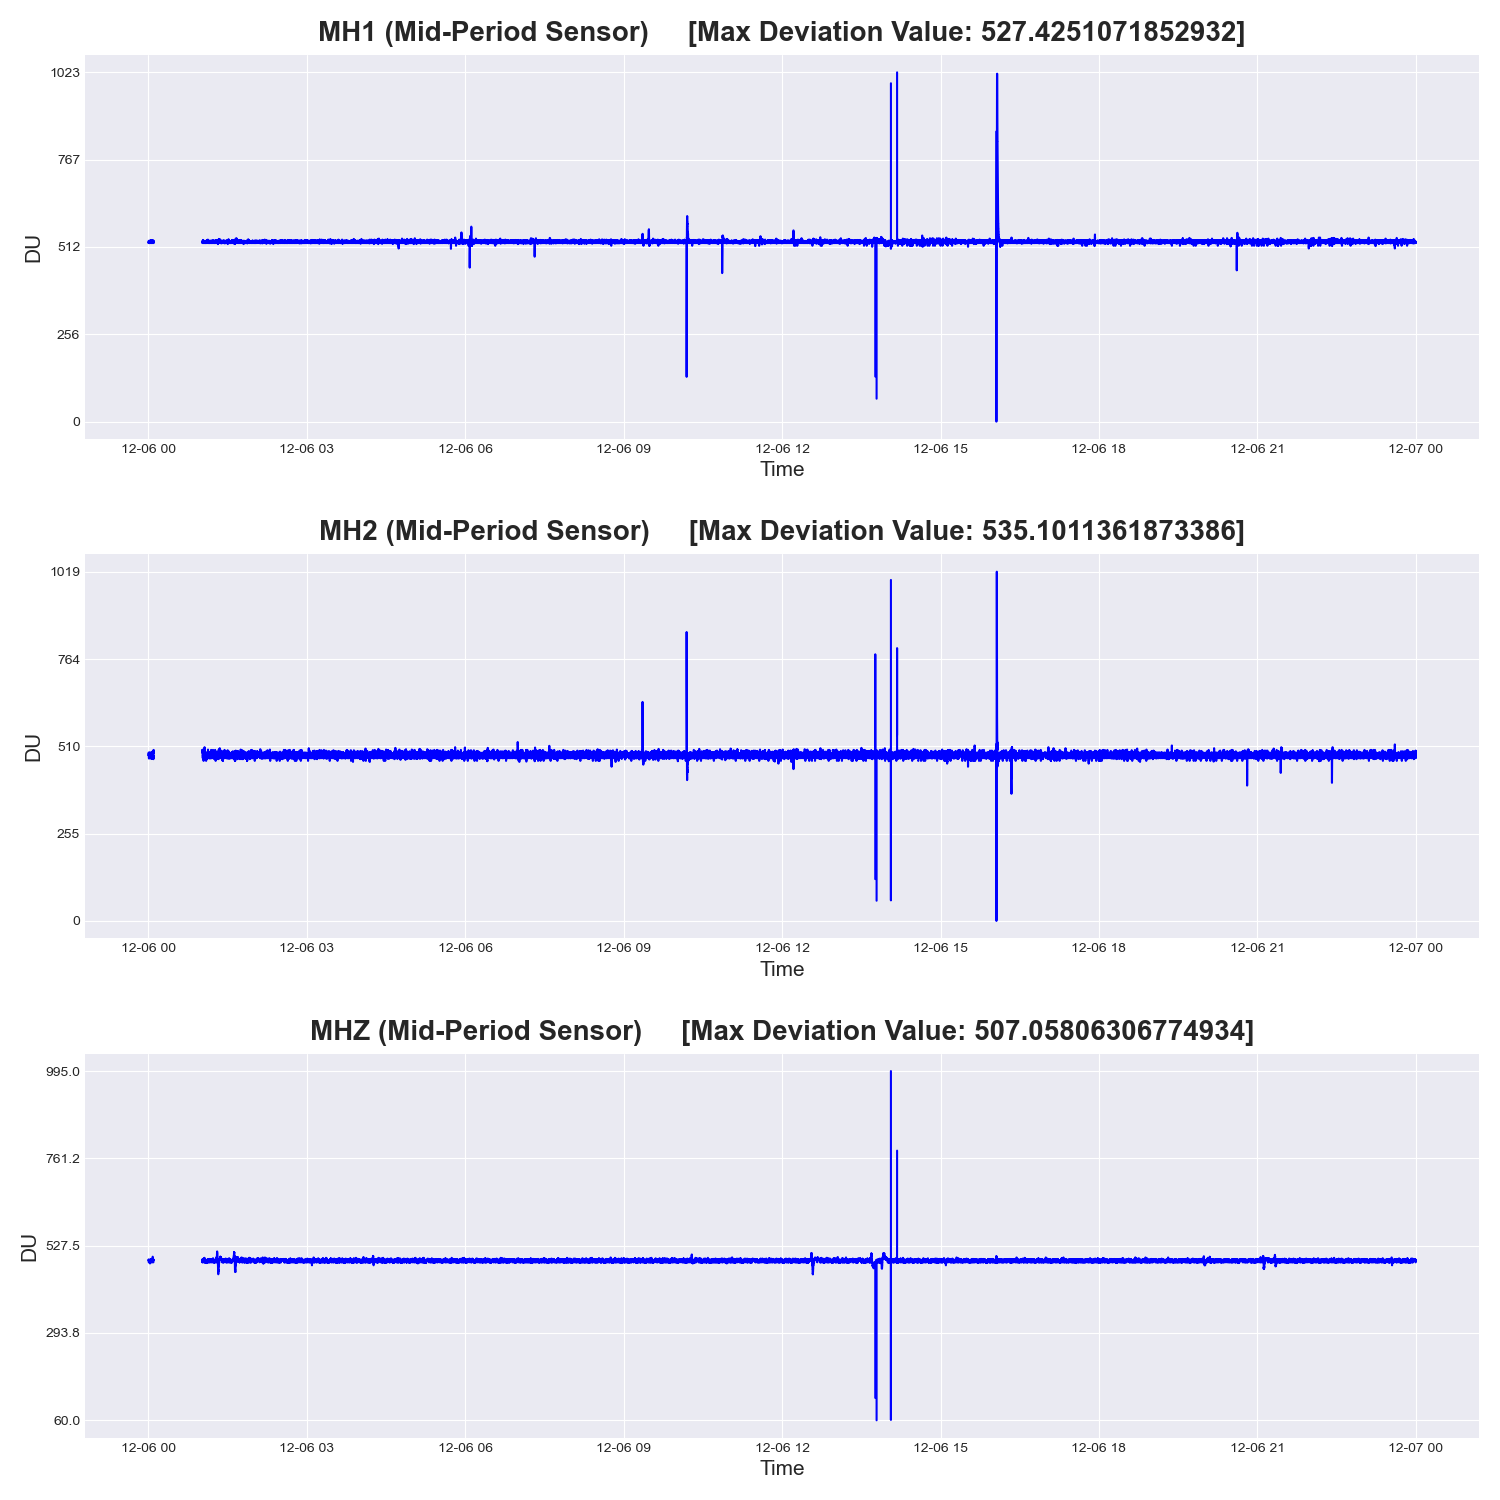 MH1 (Mid-Period Sensor)     [Max Deviation Value: 527.4251071852932]
1023
767
512
256
0
DU
12-06 00 12-06 03 12-06 06 12-06 09 12-06 12 12-06 15 12-06 18 12-06 21 12-07 00
Time
MH2 (Mid-Period Sensor)     [Max Deviation Value: 535.1011361873386]
1019
764
510
255
0
DU
12-06 00 12-06 03 12-06 06 12-06 09 12-06 12 12-06 15 12-06 18 12-06 21 12-07 00
Time
MHZ (Mid-Period Sensor)     [Max Deviation Value: 507.05806306774934]
995.0
761.2
527.5
293.8
60.0
DU
12-06 00 12-06 03 12-06 06 12-06 09 12-06 12 12-06 15 12-06 18 12-06 21 12-07 00
Time